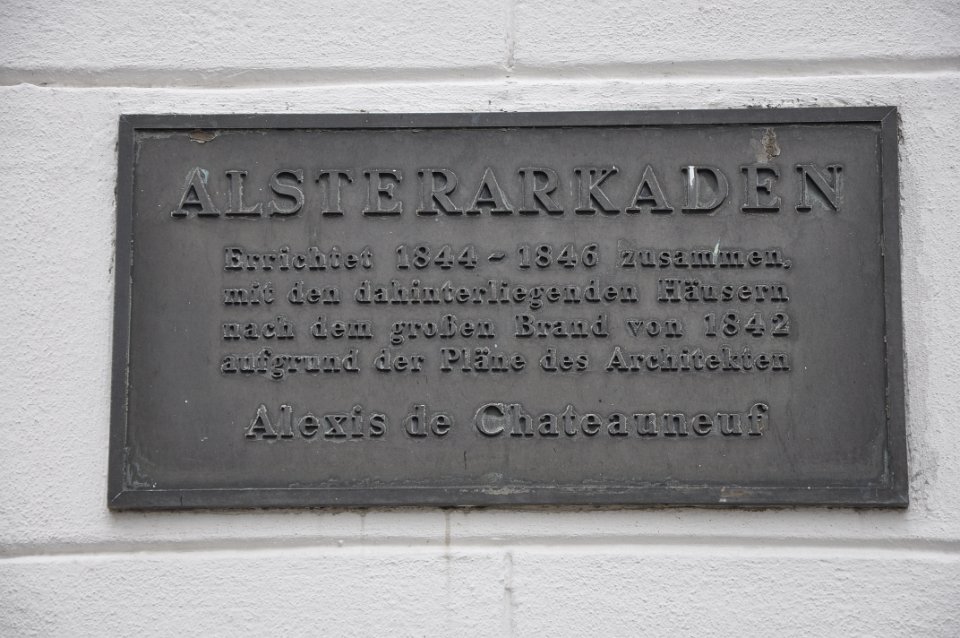 ALSTERARKADEN
Errichtet 1844 - 1846 zusammen,
mit den dahinterliegenden Häusern
nach dem großen Brand von 1842
aufgrund der Pläne des Architekten
Alexis de Chateauneuf